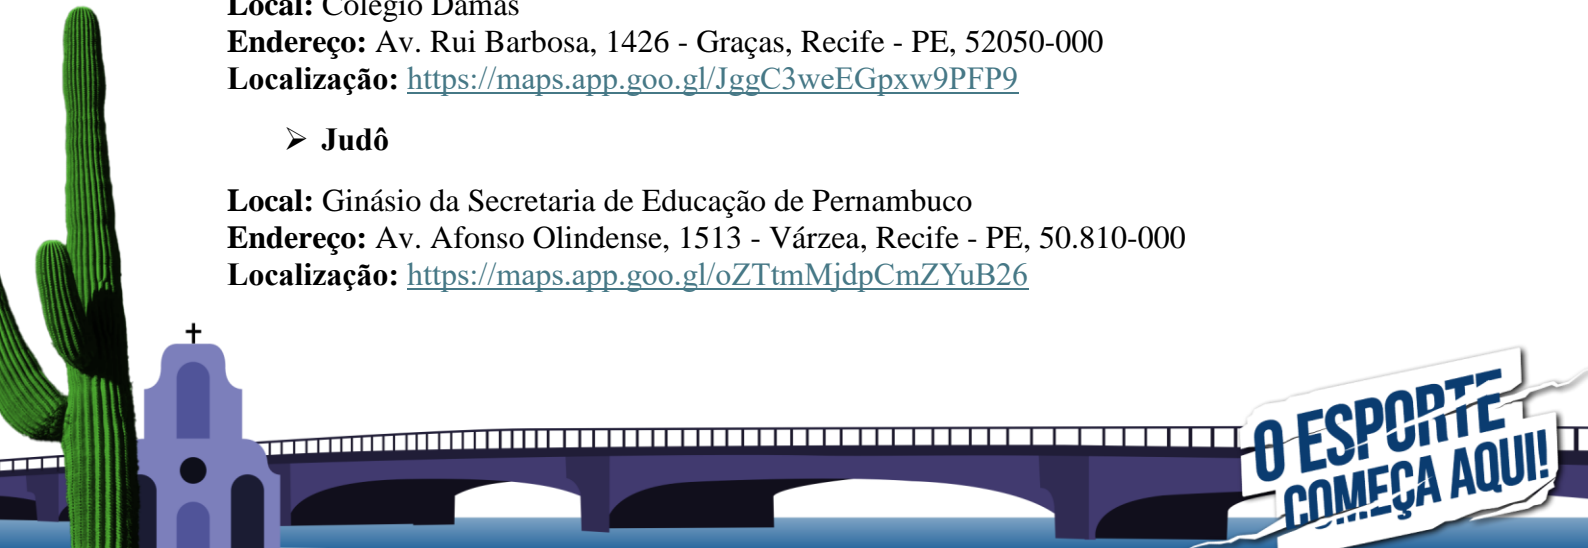 Local: Colégio Damas
Endereço: Av. Rui Barbosa, 1426 - Graças, Recife - PE, 52050-000
Localização: https://maps.app.goo.gl/JggC3weEGpxw9PFP9
➢ Judô
Local: Ginásio da Secretaria de Educação de Pernambuco
Endereço: Av. Afonso Olindense, 1513 - Várzea, Recife - PE, 50.810-000
Localização: https://maps.app.goo.gl/oZTtmMjdpCmZYuB26
O ESPORTE
COMEÇA AQUI!